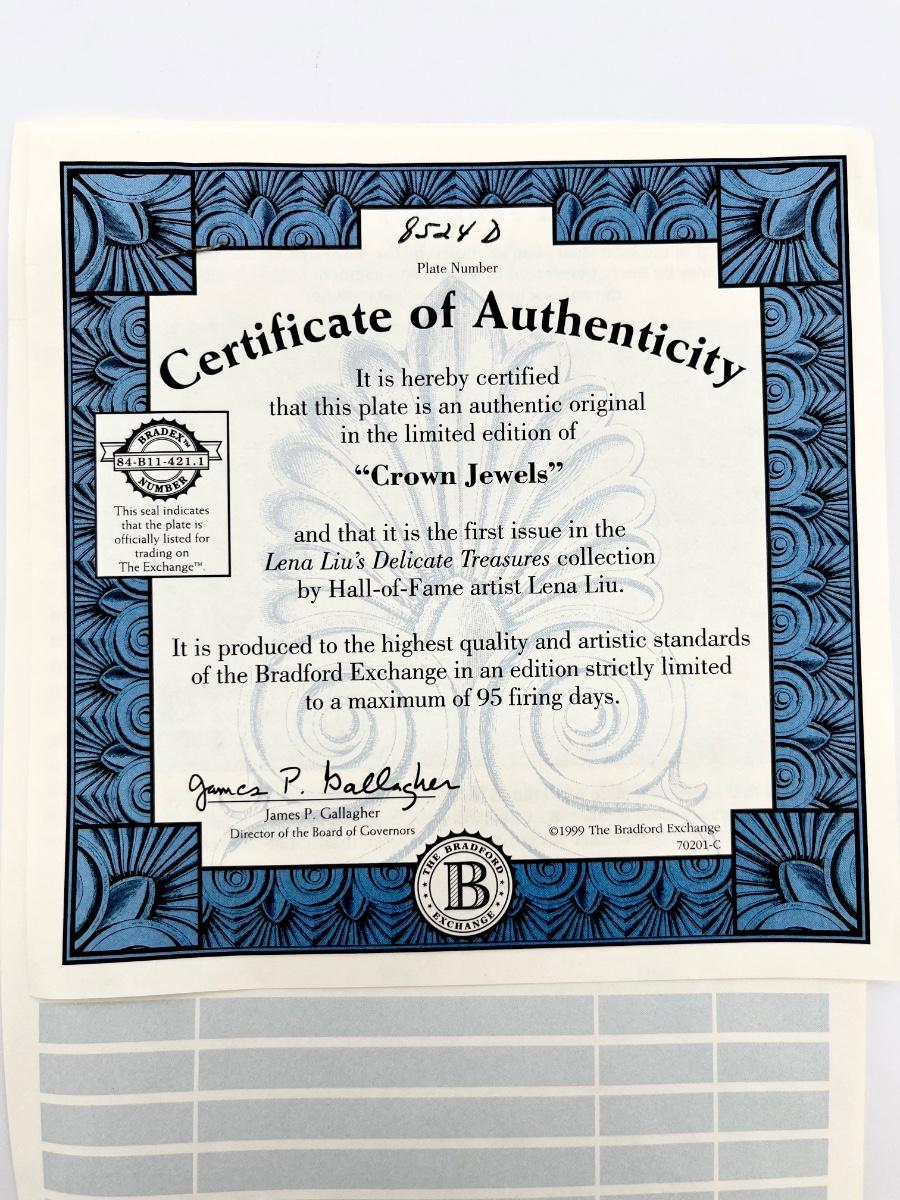 8524 D
Plate Number
Certificate of Authenticity
It is hereby certified
that this plate is an authentic original
in the limited edition of
“Crown Jewels”
and that it is the first issue in the
Lena Liu’s Delicate Treasures collection
by Hall-of-Fame artist Lena Liu.
It is produced to the highest quality and artistic standards
of the Bradford Exchange in an edition strictly limited
to a maximum of 95 firing days.
BRADEX™
84-B11-421.1
NUMBER
This seal indicates
that the plate is
officially listed for
trading on
The Exchange™.
James P. Gallagher
James P. Gallagher
Director of the Board of Governors
©1999 The Bradford Exchange
70201-C
THE BRADFORD
B
EXCHANGE